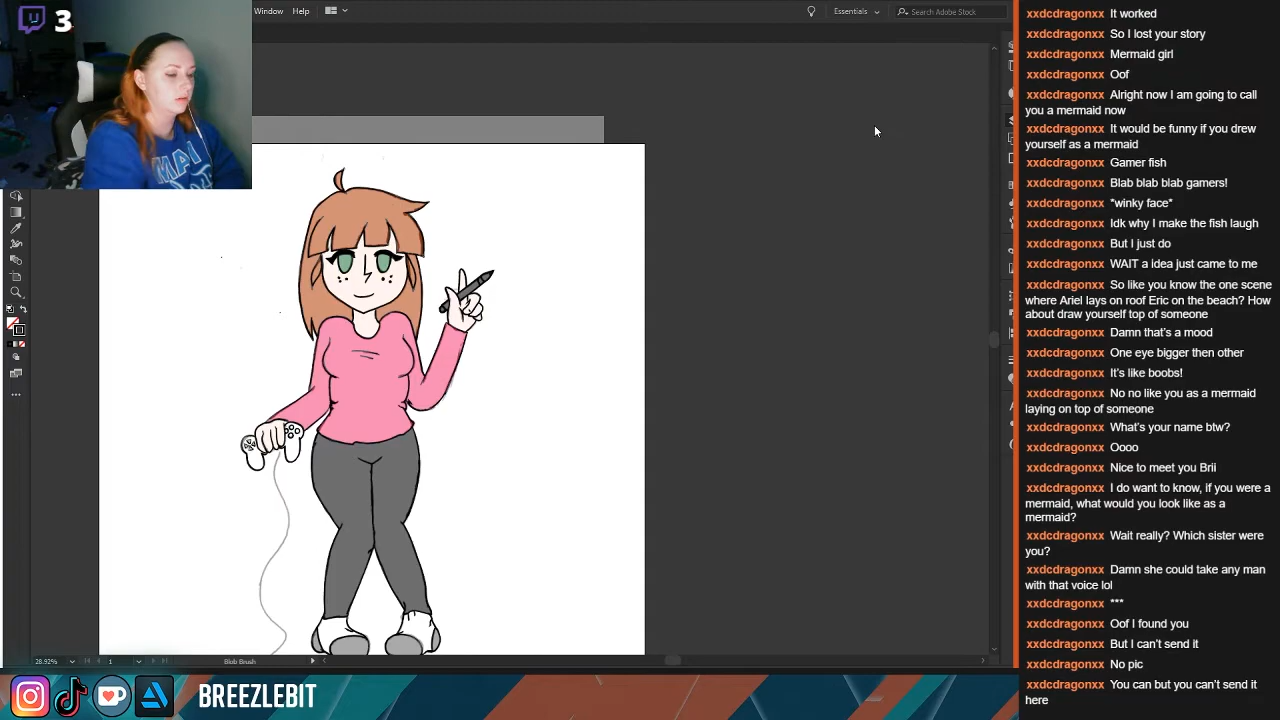 3
Window Help
Essentials
Search Adobe Stock
MAI
28.92%
1
Blob Brush
BREEZLEBIT
xxdcdragonxx It worked
xxdcdragonxx So I lost your story
xxdcdragonxx Mermaid girl
xxdcdragonxx Oof
xxdcdragonxx Alright now I am going to call
you a mermaid now
xxdcdragonxx It would be funny if you drew
yourself as a mermaid
xxdcdragonxx Gamer fish
xxdcdragonxx Blab blab blab gamers!
xxdcdragonxx *winky face*
xxdcdragonxx Idk why I make the fish laugh
xxdcdragonxx But I just do
xxdcdragonxx WAIT a idea just came to me
xxdcdragonxx So like you know the one scene
where Ariel lays on roof Eric on the beach? How
about draw yourself top of someone
xxdcdragonxx Damn that's a mood
xxdcdragonxx One eye bigger then other
xxdcdragonxx It's like boobs!
xxdcdragonxx No no like you as a mermaid
laying on top of someone
xxdcdragonxx What's your name btw?
xxdcdragonxx Oooo
xxdcdragonxx Nice to meet you Brii
xxdcdragonxx I do want to know, if you were a
mermaid, what would you look like as a
mermaid?
xxdcdragonxx Wait really? Which sister were
you?
xxdcdragonxx Damn she could take any man
with that voice lol
xxdcdragonxx ***
xxdcdragonxx Oof I found you
xxdcdragonxx But I can't send it
xxdcdragonxx No pic
xxdcdragonxx You can but you can't send it
here